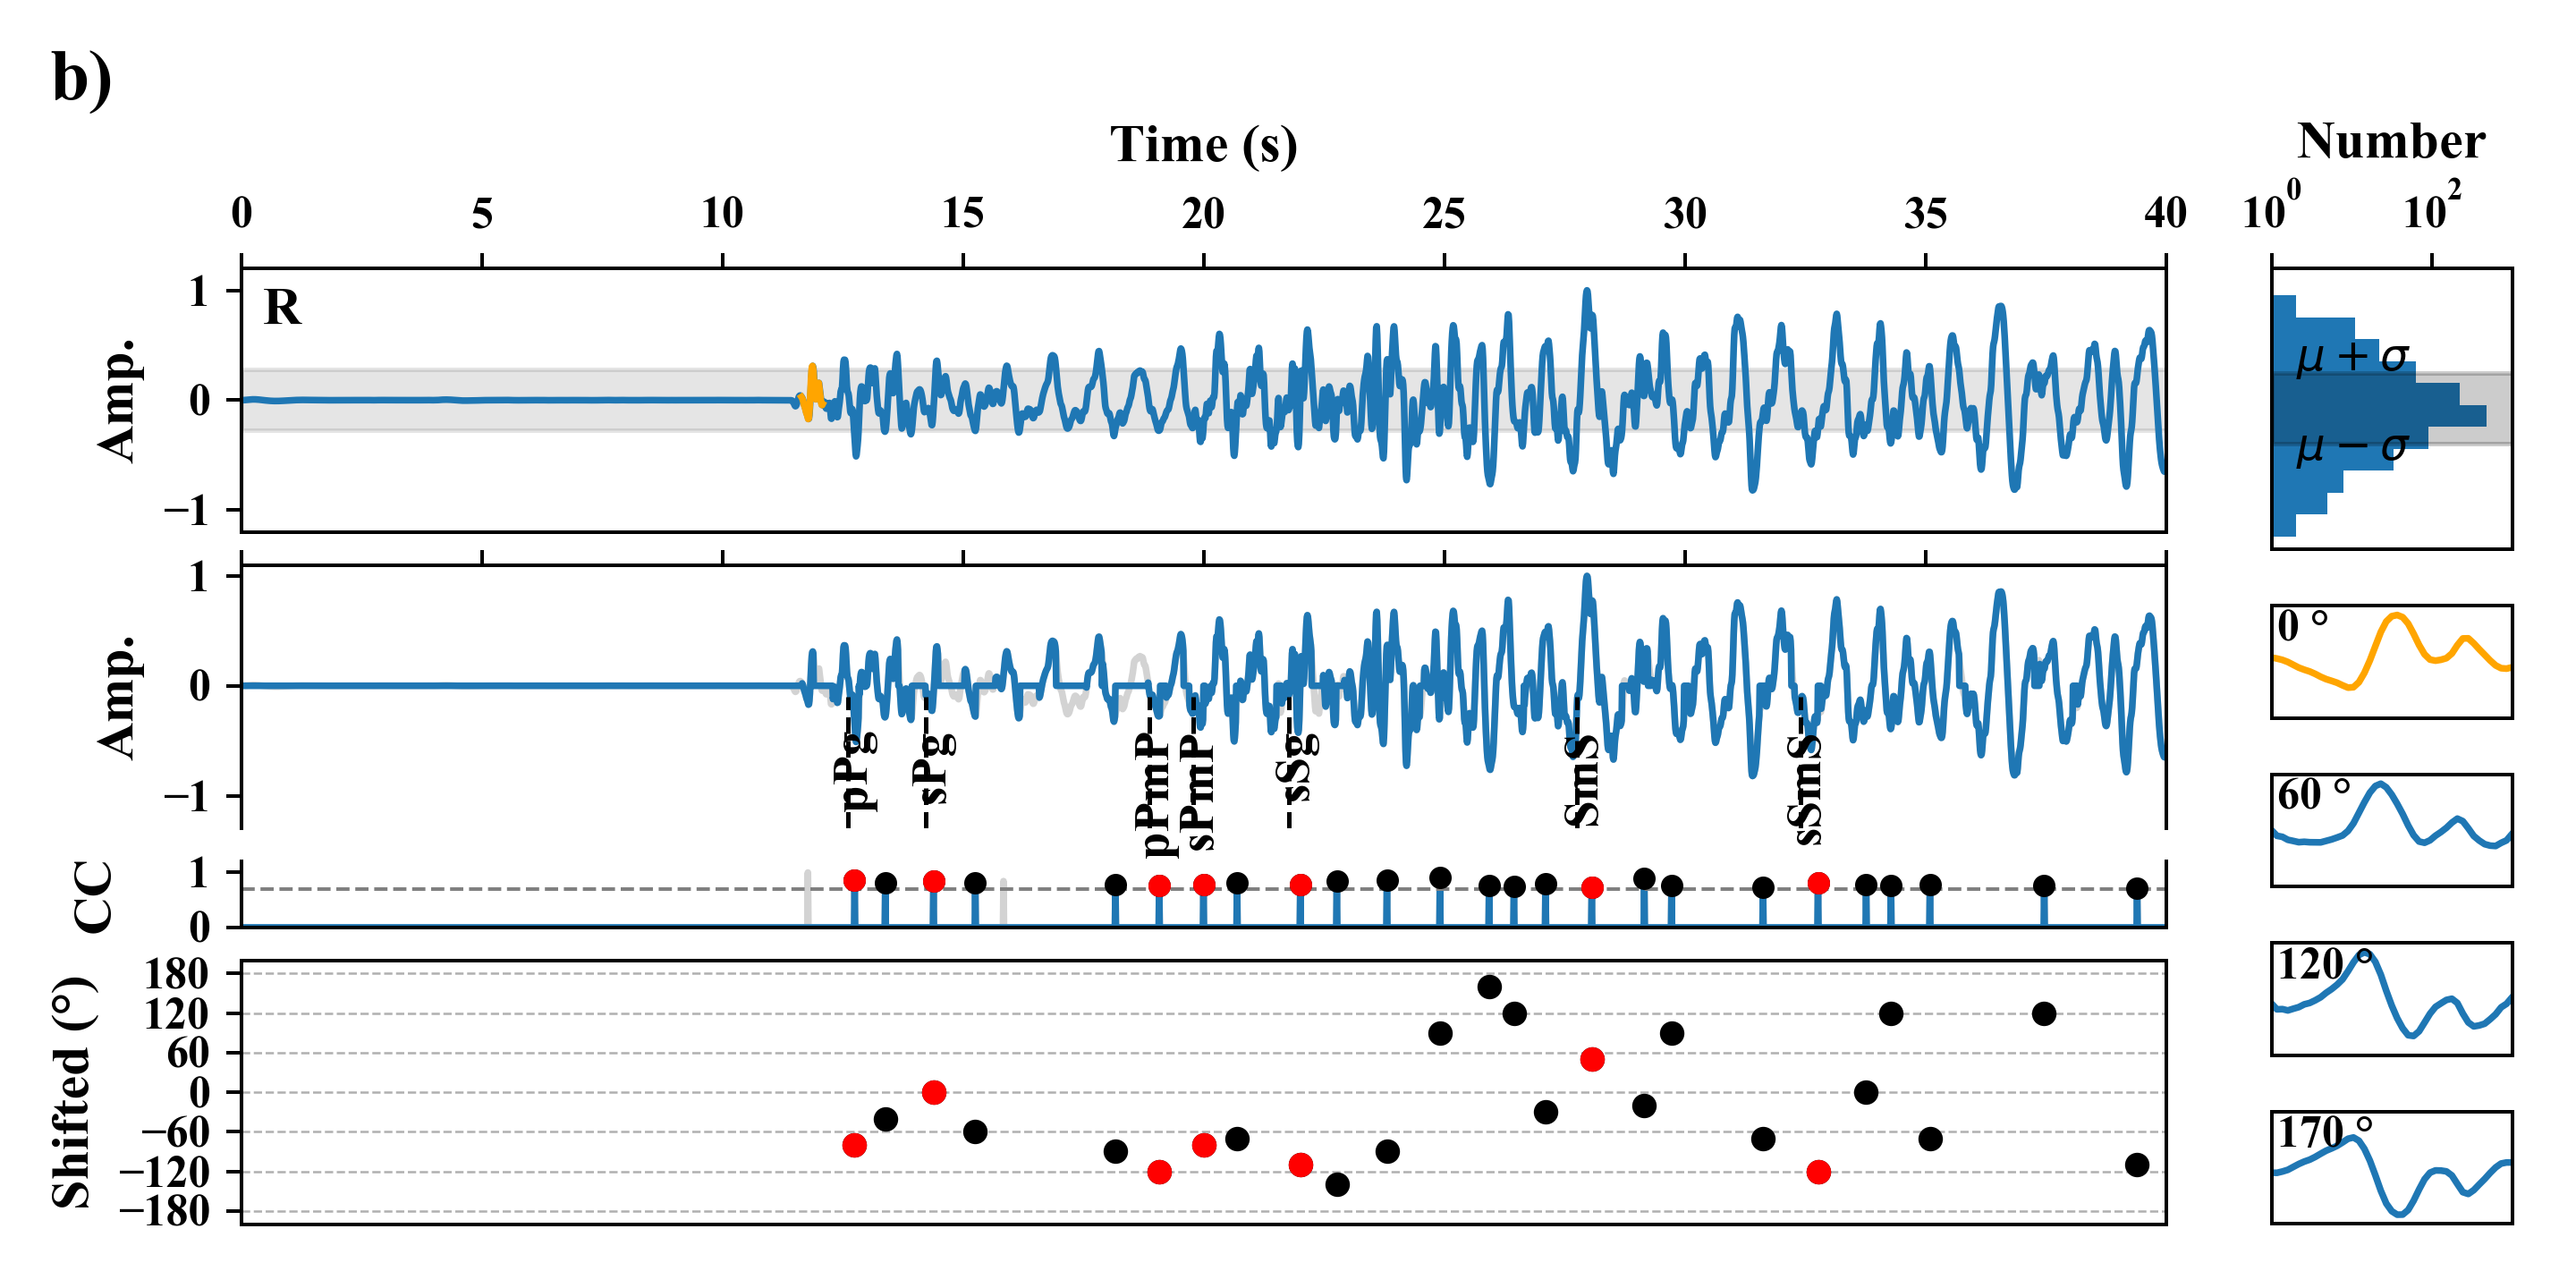 b)
Time (s)
Number
0 5 10 15 20 25 30 35 40
10^0 10^2
R
Amp.
1
0
−1
μ + σ
μ − σ
Amp.
1
0
−1
pPg
sPg
pPmP
sPmP
sSg
SmS
sSmS
CC
1
0
Shifted (°)
180
120
60
0
−60
−120
−180
0 °
60 °
120 °
170 °